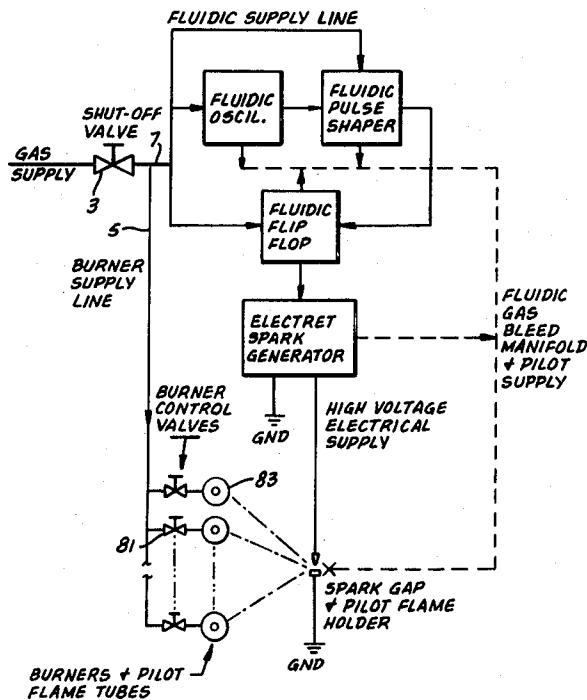 FLUIDIC SUPPLY LINE
FLUIDIC
OSCIL.
FLUIDIC
PULSE
SHAPER
SHUT-OFF
VALVE
7
GAS
SUPPLY
3
5
BURNER
SUPPLY
LINE
FLUIDIC
FLIP
FLOP
ELECTRET
SPARK
GENERATOR
FLUIDIC
GAS
BLEED
MANIFOLD
& PILOT
SUPPLY
BURNER
CONTROL
VALVES
GND
HIGH VOLTAGE
ELECTRICAL
SUPPLY
83
81
SPARK GAP
& PILOT FLAME
HOLDER
GND
BURNERS & PILOT
FLAME TUBES